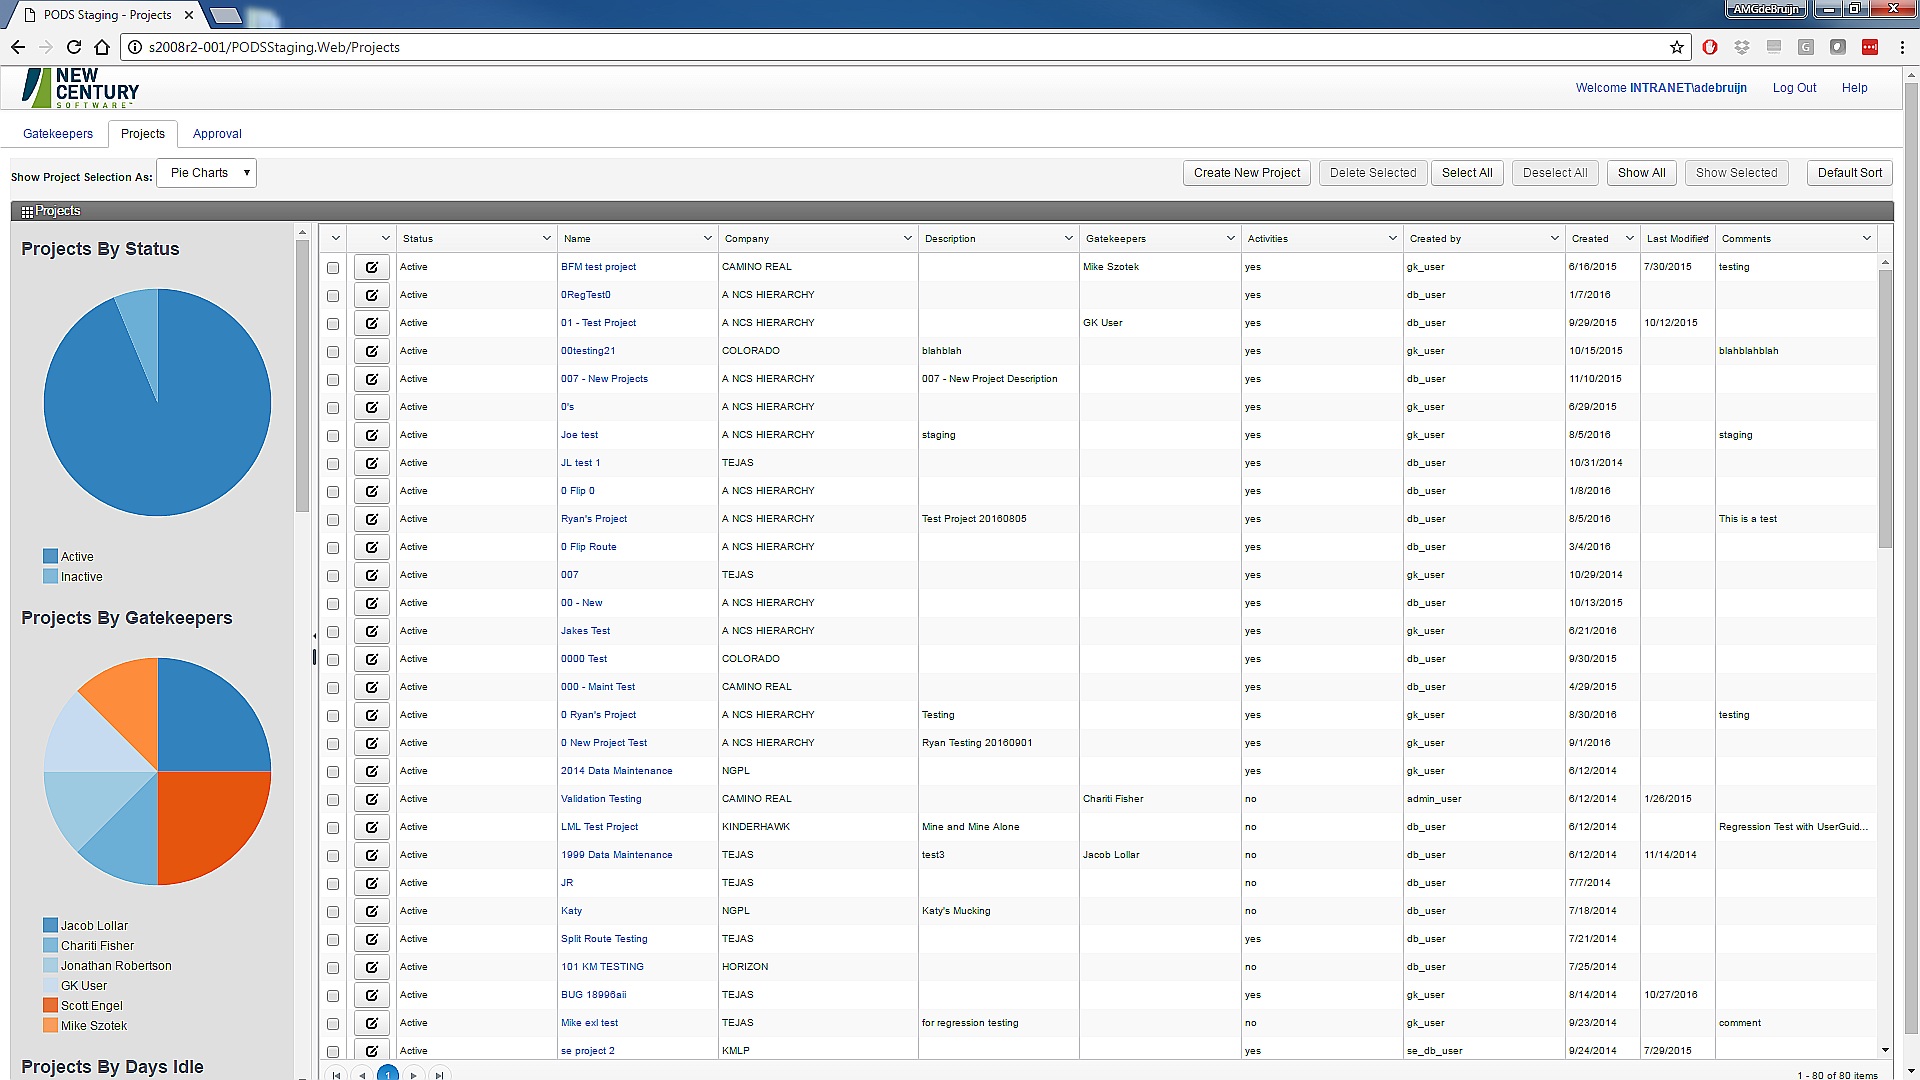 PODS Staging - Projects
AMGdeBruijn
s2008r2-001/PODSStaging.Web/Projects
NEW CENTURY SOFTWARE
Welcome INTRANET\adebruijn Log Out Help
Gatekeepers Projects Approval
Show Project Selection As: Pie Charts
Create New Project Delete Selected Select All Deselect All Show All Show Selected Default Sort
Projects
Projects By Status
Active
Inactive
Projects By Gatekeepers
Jacob Lollar
Chariti Fisher
Jonathan Robertson
GK User
Scott Engel
Mike Szotek
Projects By Days Idle
Status Name Company Description Gatekeepers Activities Created by Created Last Modified Comments
Active BFM test project CAMINO REAL Mike Szotek yes gk_user 6/16/2015 7/30/2015 testing
Active 0RegTest0 A NCS HIERARCHY yes db_user 1/7/2016
Active 01 - Test Project A NCS HIERARCHY GK User yes db_user 9/29/2015 10/12/2015
Active 00testing21 COLORADO blahblah yes gk_user 10/15/2015 blahblahblah
Active 007 - New Projects A NCS HIERARCHY 007 - New Project Description yes db_user 11/10/2015
Active 0's A NCS HIERARCHY yes gk_user 6/29/2015
Active Joe test A NCS HIERARCHY staging yes gk_user 8/5/2016 staging
Active JL test 1 TEJAS yes db_user 10/31/2014
Active 0 Flip 0 A NCS HIERARCHY yes db_user 1/8/2016
Active Ryan's Project A NCS HIERARCHY Test Project 20160805 yes db_user 8/5/2016 This is a test
Active 0 Flip Route A NCS HIERARCHY yes db_user 3/4/2016
Active 007 TEJAS yes gk_user 10/29/2014
Active 00 - New A NCS HIERARCHY yes db_user 10/13/2015
Active Jakes Test A NCS HIERARCHY yes gk_user 6/21/2016
Active 0000 Test COLORADO yes db_user 9/30/2015
Active 000 - Maint Test CAMINO REAL yes db_user 4/29/2015
Active 0 Ryan's Project A NCS HIERARCHY Testing yes gk_user 8/30/2016 testing
Active 0 New Project Test A NCS HIERARCHY Ryan Testing 20160901 yes gk_user 9/1/2016
Active 2014 Data Maintenance NGPL yes gk_user 6/12/2014
Active Validation Testing CAMINO REAL Chariti Fisher no admin_user 6/12/2014 1/26/2015
Active LML Test Project KINDERHAWK Mine and Mine Alone no db_user 6/12/2014 Regression Test with UserGuid...
Active 1999 Data Maintenance TEJAS test3 Jacob Lollar no db_user 6/12/2014 11/14/2014
Active JR TEJAS no db_user 7/7/2014
Active Katy NGPL Katy's Mucking no db_user 7/18/2014
Active Split Route Testing TEJAS yes db_user 7/21/2014
Active 101 KM TESTING HORIZON no db_user 7/25/2014
Active BUG 18996aii TEJAS yes gk_user 8/14/2014 10/27/2016
Active Mike exl test TEJAS for regression testing no gk_user 9/23/2014 comment
Active se project 2 KMLP yes se_db_user 9/24/2014 7/29/2015
1
1 - 80 of 80 items